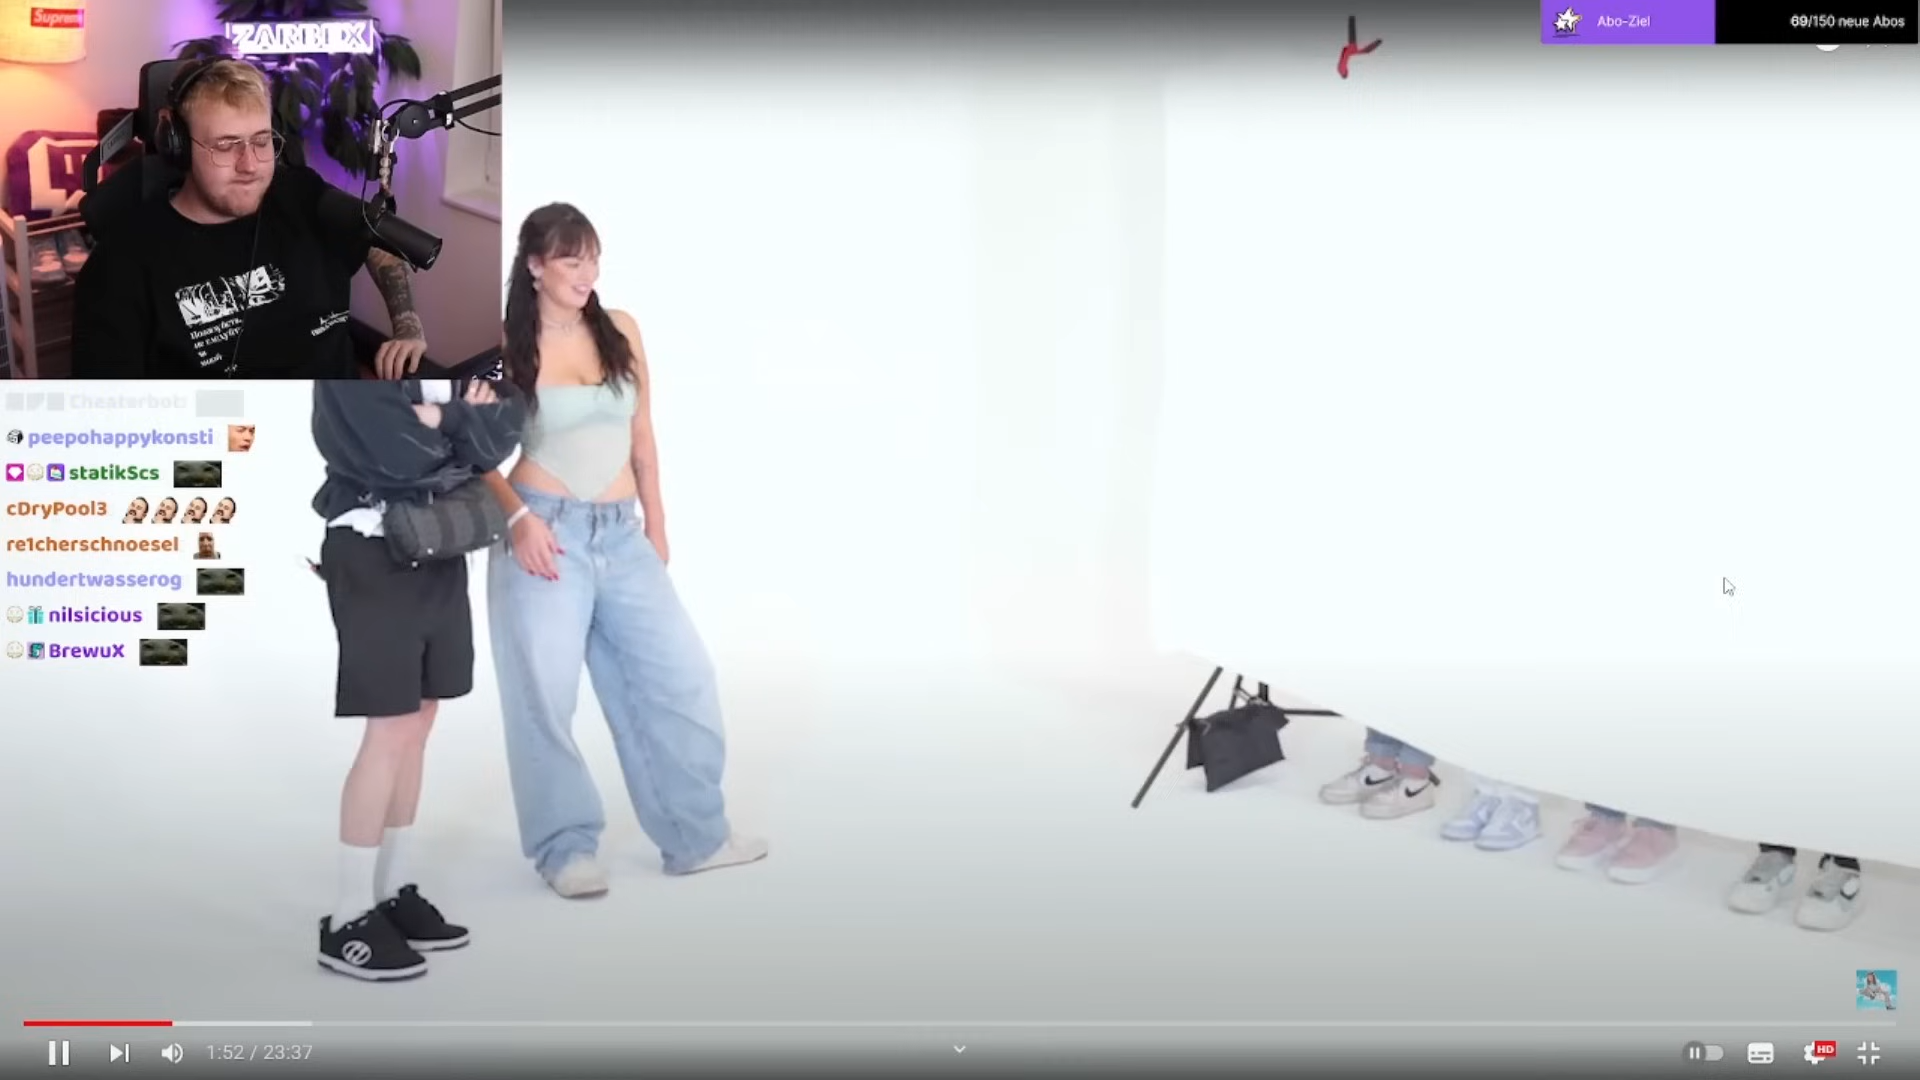 Supreme
ZARBEX
Abo-Ziel
69/150 neue Abos
Cheaterbot:
peepohappykonsti
statikScs
cDryPool3
re1cherschnoesel
hundertwasserog
nilsicious
BrewuX
1:52 / 23:37
HD